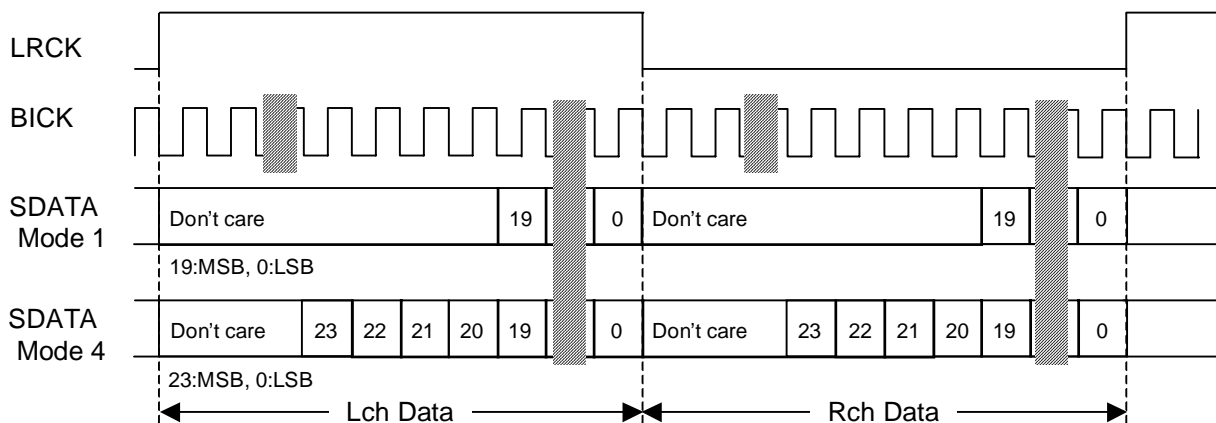 LRCK
BICK
SDATA
Mode 1
Don't care 19 0 Don't care 19 0
19:MSB, 0:LSB
SDATA
Mode 4
Don't care 23 22 21 20 19 0 Don't care 23 22 21 20 19 0
23:MSB, 0:LSB
Lch Data Rch Data